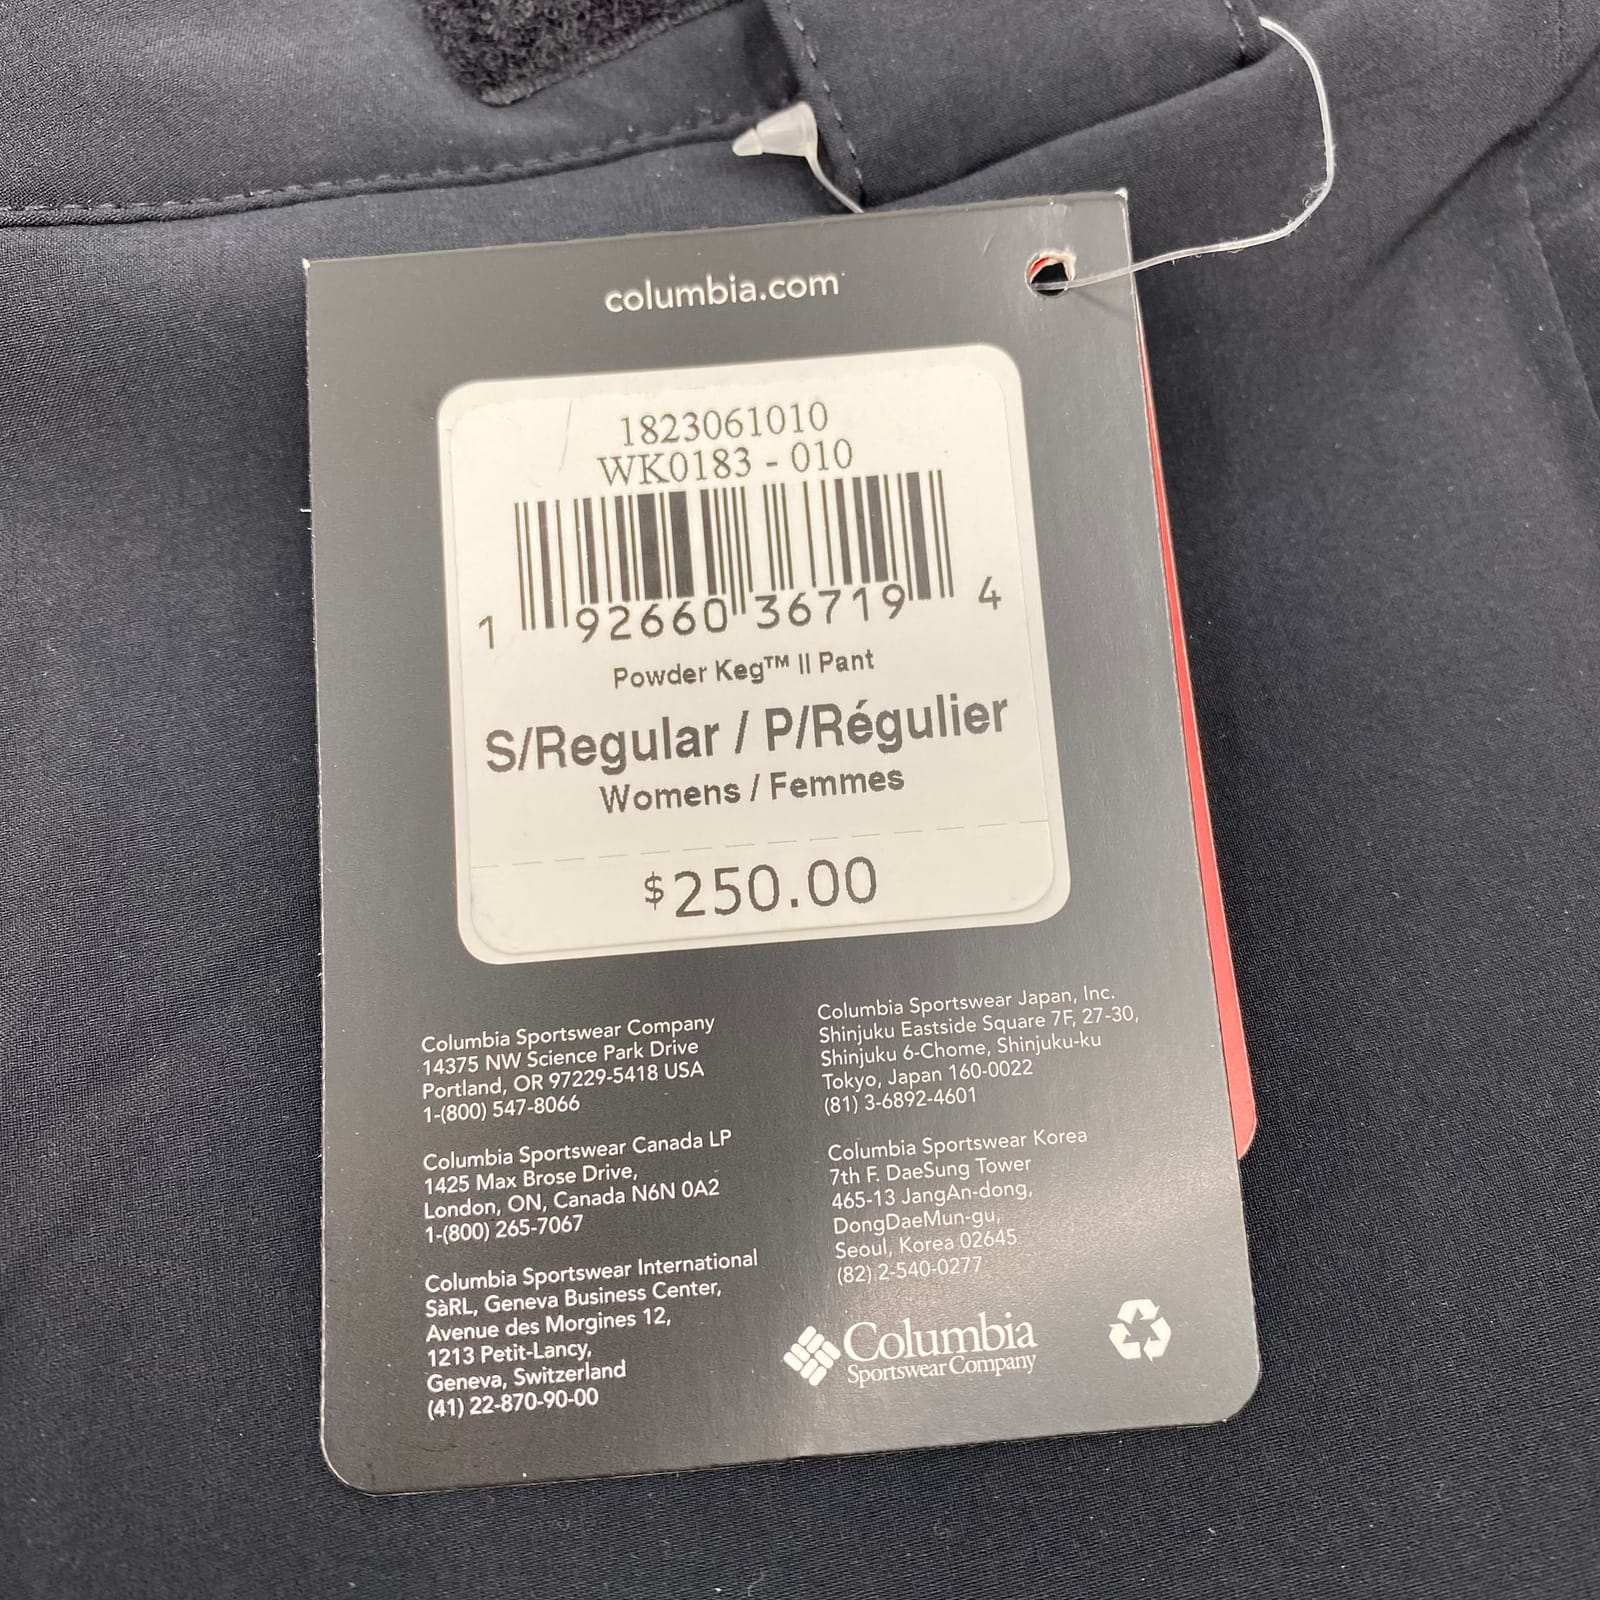 columbia.com
1823061010
WK0183 - 010
1 92660 36719 4
Powder Keg™ II Pant
S/Regular / P/Régulier
Womens / Femmes
$250.00
Columbia Sportswear Company
14375 NW Science Park Drive
Portland, OR 97229-5418 USA
1-(800) 547-8066
Columbia Sportswear Canada LP
1425 Max Brose Drive,
London, ON, Canada N6N 0A2
1-(800) 265-7067
Columbia Sportswear International
SàRL, Geneva Business Center,
Avenue des Morgines 12,
1213 Petit-Lancy,
Geneva, Switzerland
(41) 22-870-90-00
Columbia Sportswear Japan, Inc.
Shinjuku Eastside Square 7F, 27-30,
Shinjuku 6-Chome, Shinjuku-ku
Tokyo, Japan 160-0022
(81) 3-6892-4601
Columbia Sportswear Korea
7th F. DaeSung Tower
465-13 JangAn-dong,
DongDaeMun-gu,
Seoul, Korea 02645
(82) 2-540-0277
Columbia
Sportswear Company